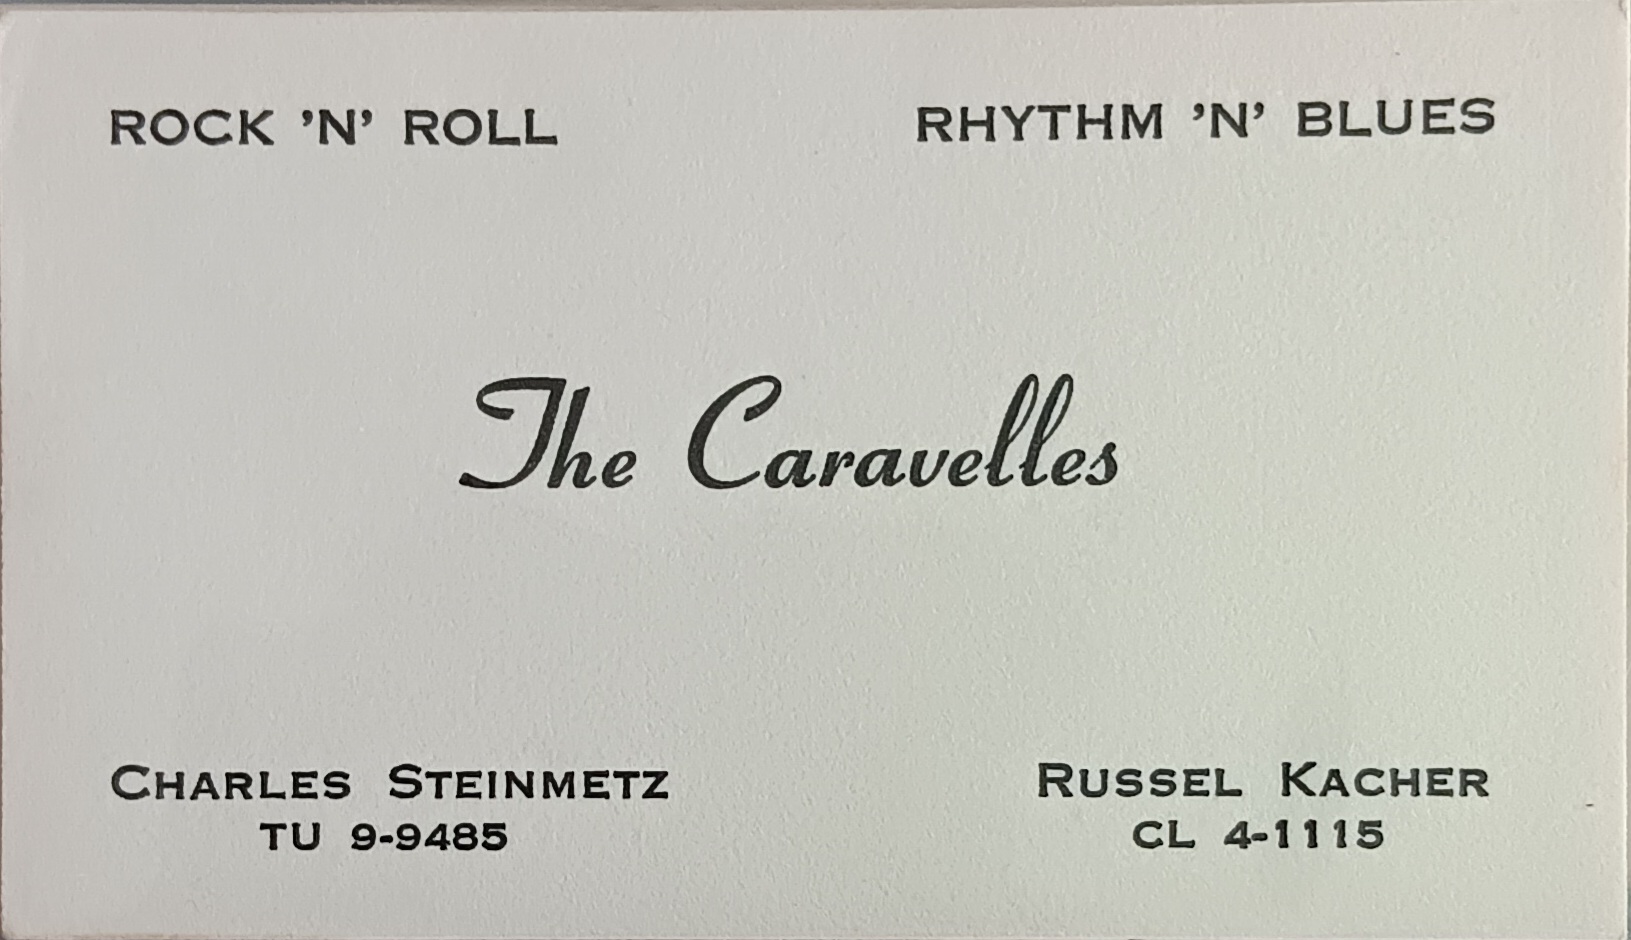 ROCK ’N’ ROLL
RHYTHM ’N’ BLUES
The Caravelles
CHARLES STEINMETZ
TU 9-9485
RUSSEL KACHER
CL 4-1115